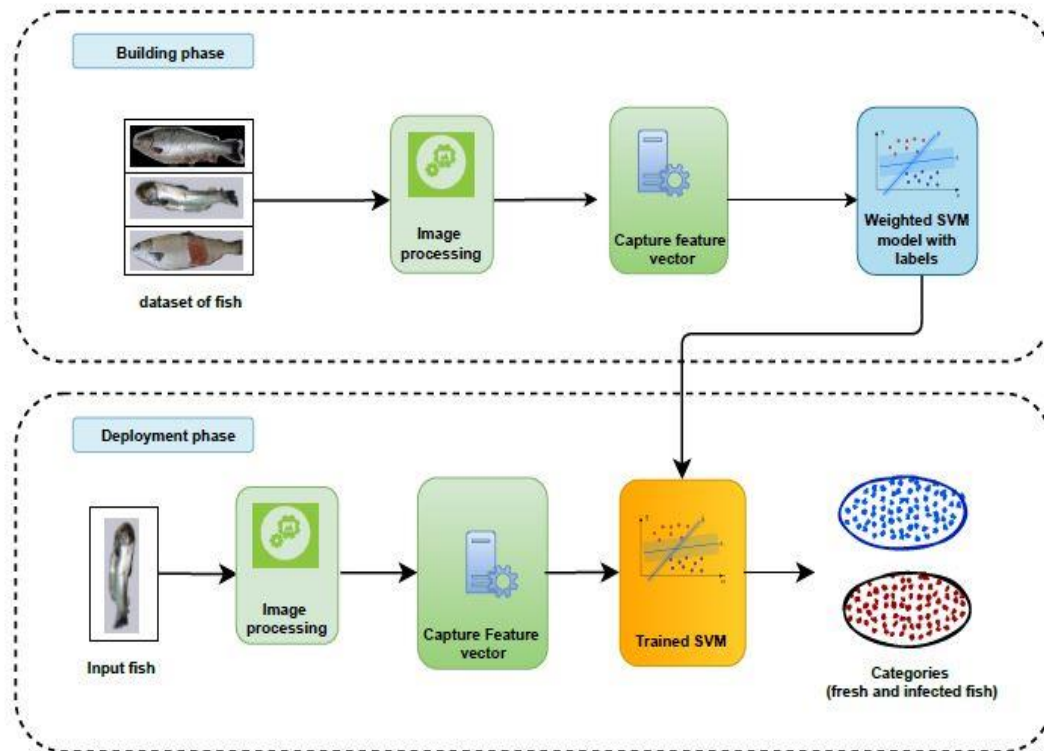 Building phase
dataset of fish
Image
processing
Capture feature
vector
Weighted SVM
model with
labels
Deployment phase
Input fish
Image
processing
Capture Feature
vector
Trained SVM
Categories
(fresh and infected fish)